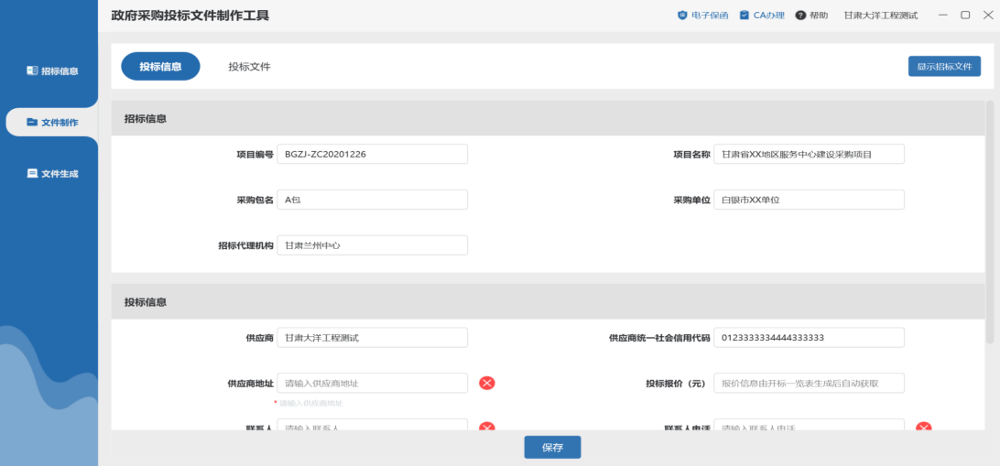 政府采购投标文件制作工具
电子保函 CA办理 帮助 甘肃大洋工程测试
招标信息
文件制作
文件生成
投标信息 投标文件 显示招标文件
招标信息
项目编号 BGZJ-ZC20201226 项目名称 甘肃省XX地区服务中心建设采购项目
采购包名 A包 采购单位 白银市XX单位
招标代理机构 甘肃兰州中心
投标信息
供应商 甘肃大洋工程测试 供应商统一社会信用代码 0123333334444333333
供应商地址 请输入供应商地址 投标报价（元） 报价信息由开标一览表生成后自动获取
* 请输入供应商地址
联系人 请输入联系人 联系人电话 请输入联系人电话
保存